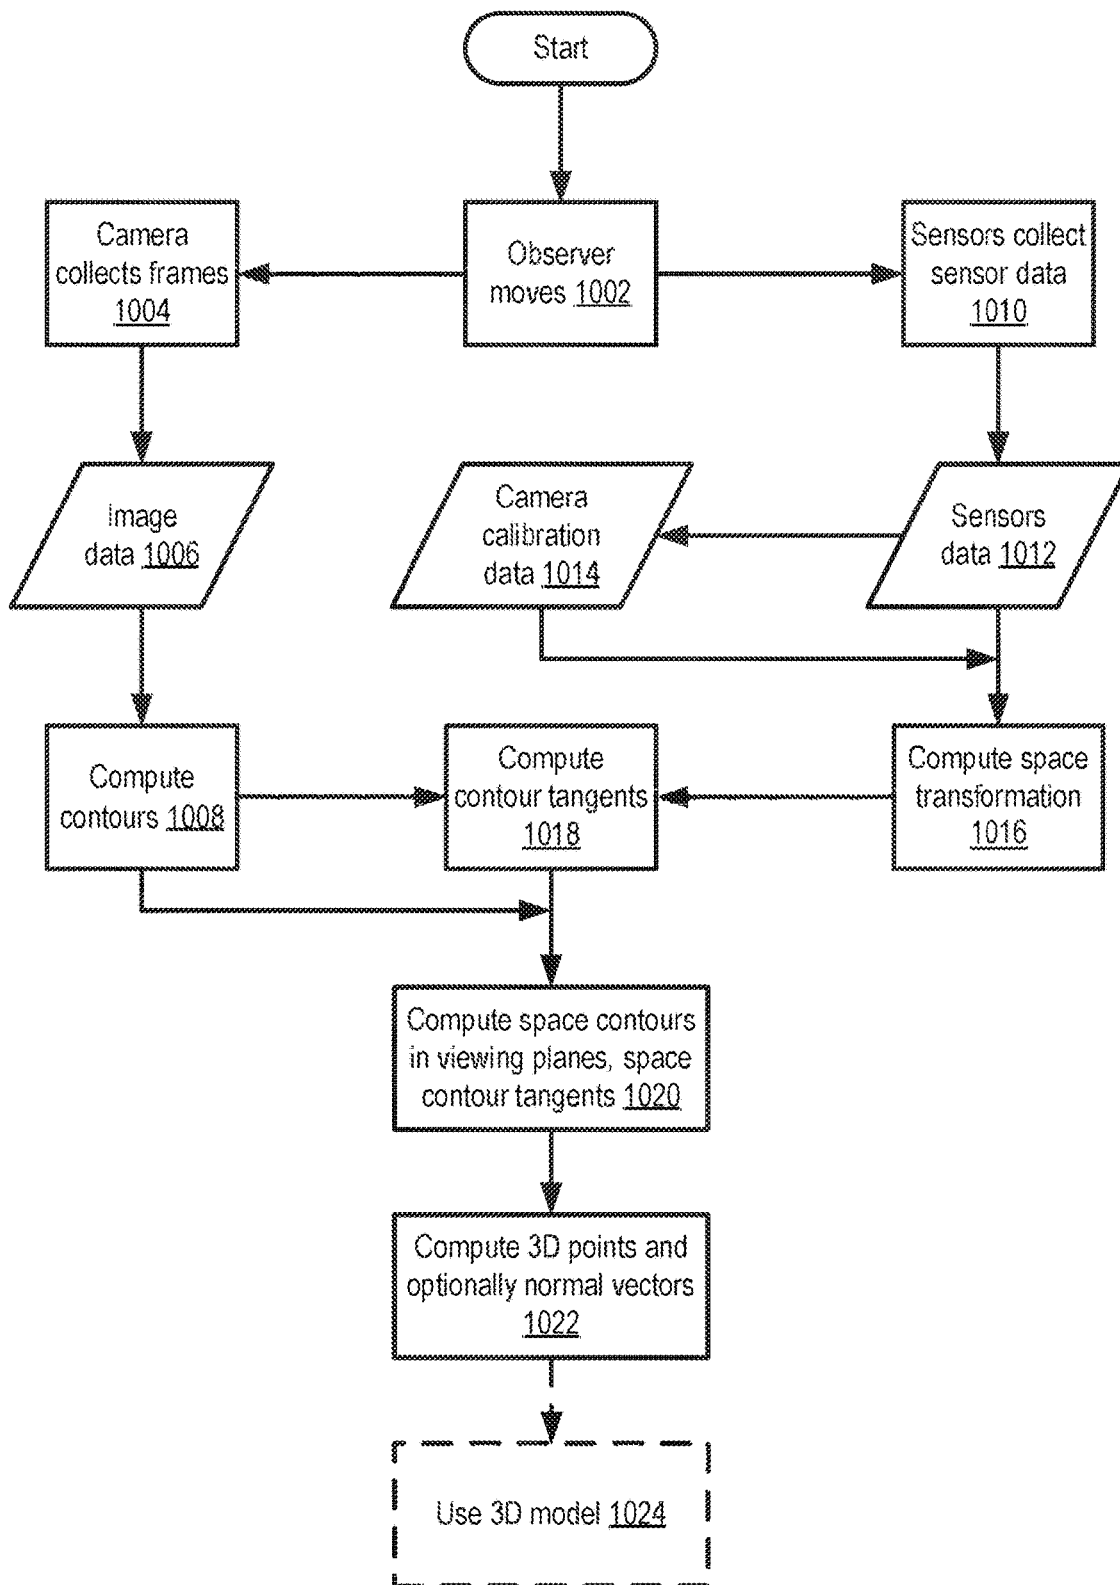 Start
Camera
collects frames
1004
Observer
moves 1002
Sensors collect
sensor data
1010
Image
data 1006
Camera
calibration
data 1014
Sensors
data 1012
Compute
contours 1008
Compute
contour tangents
1018
Compute space
transformation
1016
Compute space contours
in viewing planes, space
contour tangents 1020
Compute 3D points and
optionally normal vectors
1022
Use 3D model 1024